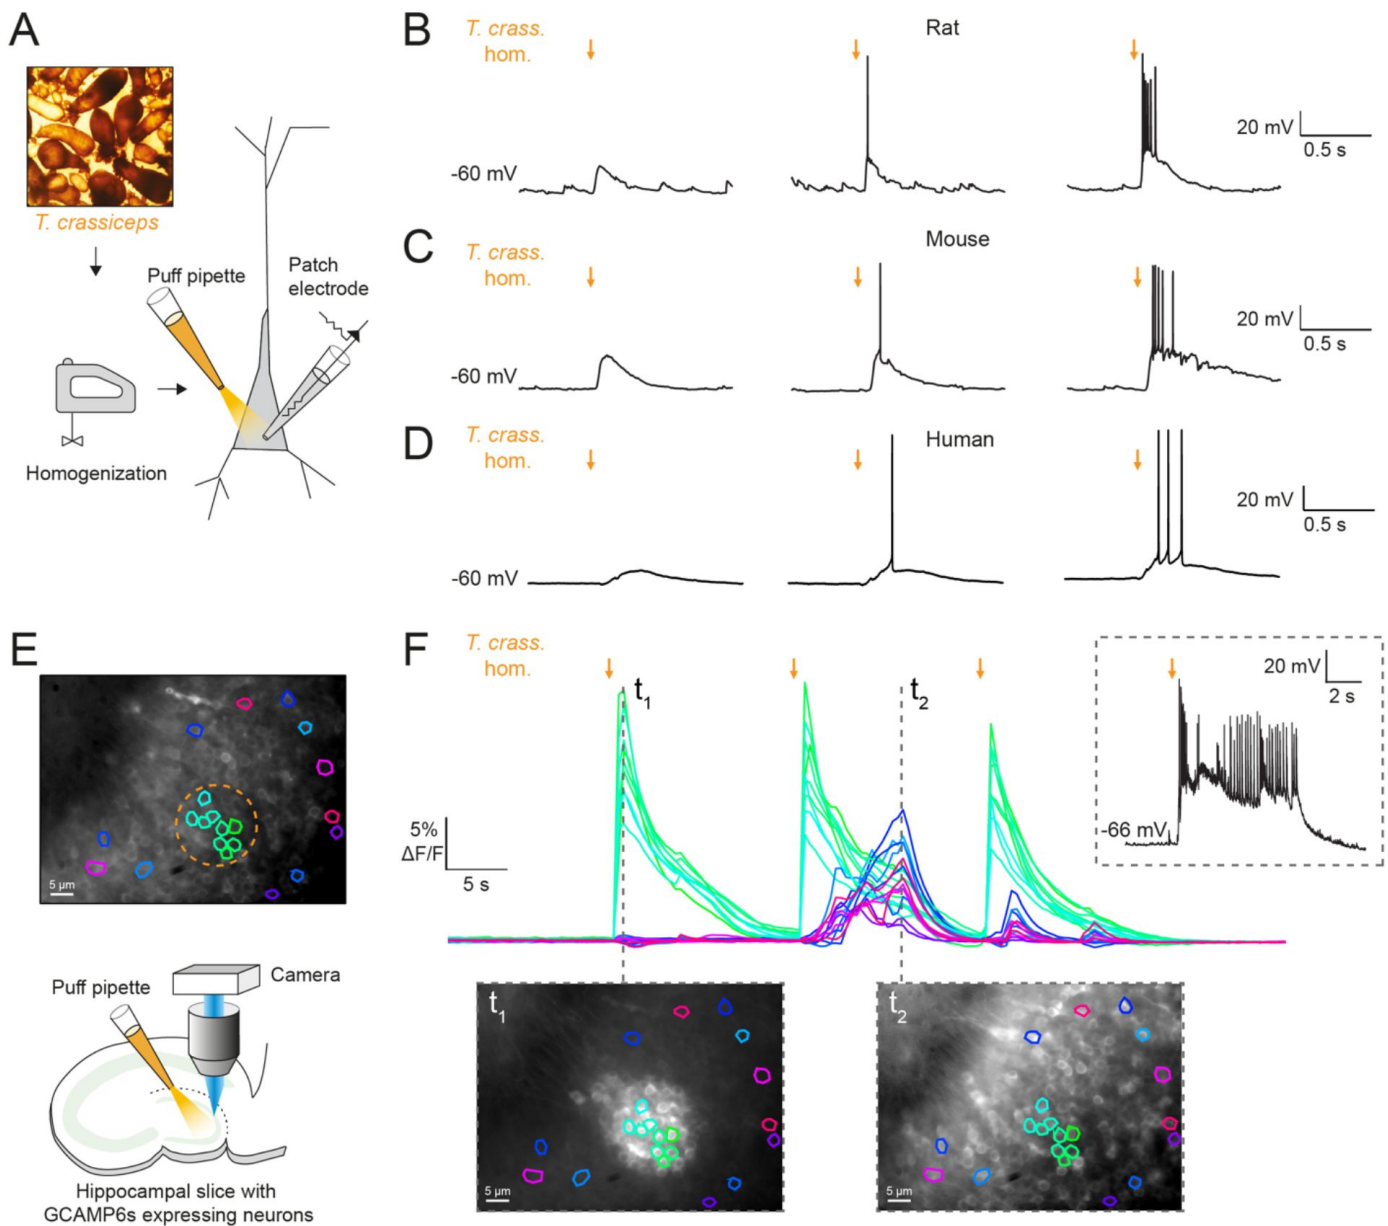 A
T. crassiceps
Puff pipette
Patch
electrode
Homogenization
B
T. crass.
hom.
Rat
-60 mV
20 mV
0.5 s
C
T. crass.
hom.
Mouse
-60 mV
20 mV
0.5 s
D
T. crass.
hom.
Human
-60 mV
20 mV
0.5 s
E
5 µm
Puff pipette
Camera
Hippocampal slice with
GCAMP6s expressing neurons
F
T. crass.
hom.
t1
t2
20 mV
2 s
-66 mV
5%
ΔF/F
5 s
t1
5 µm
t2
5 µm